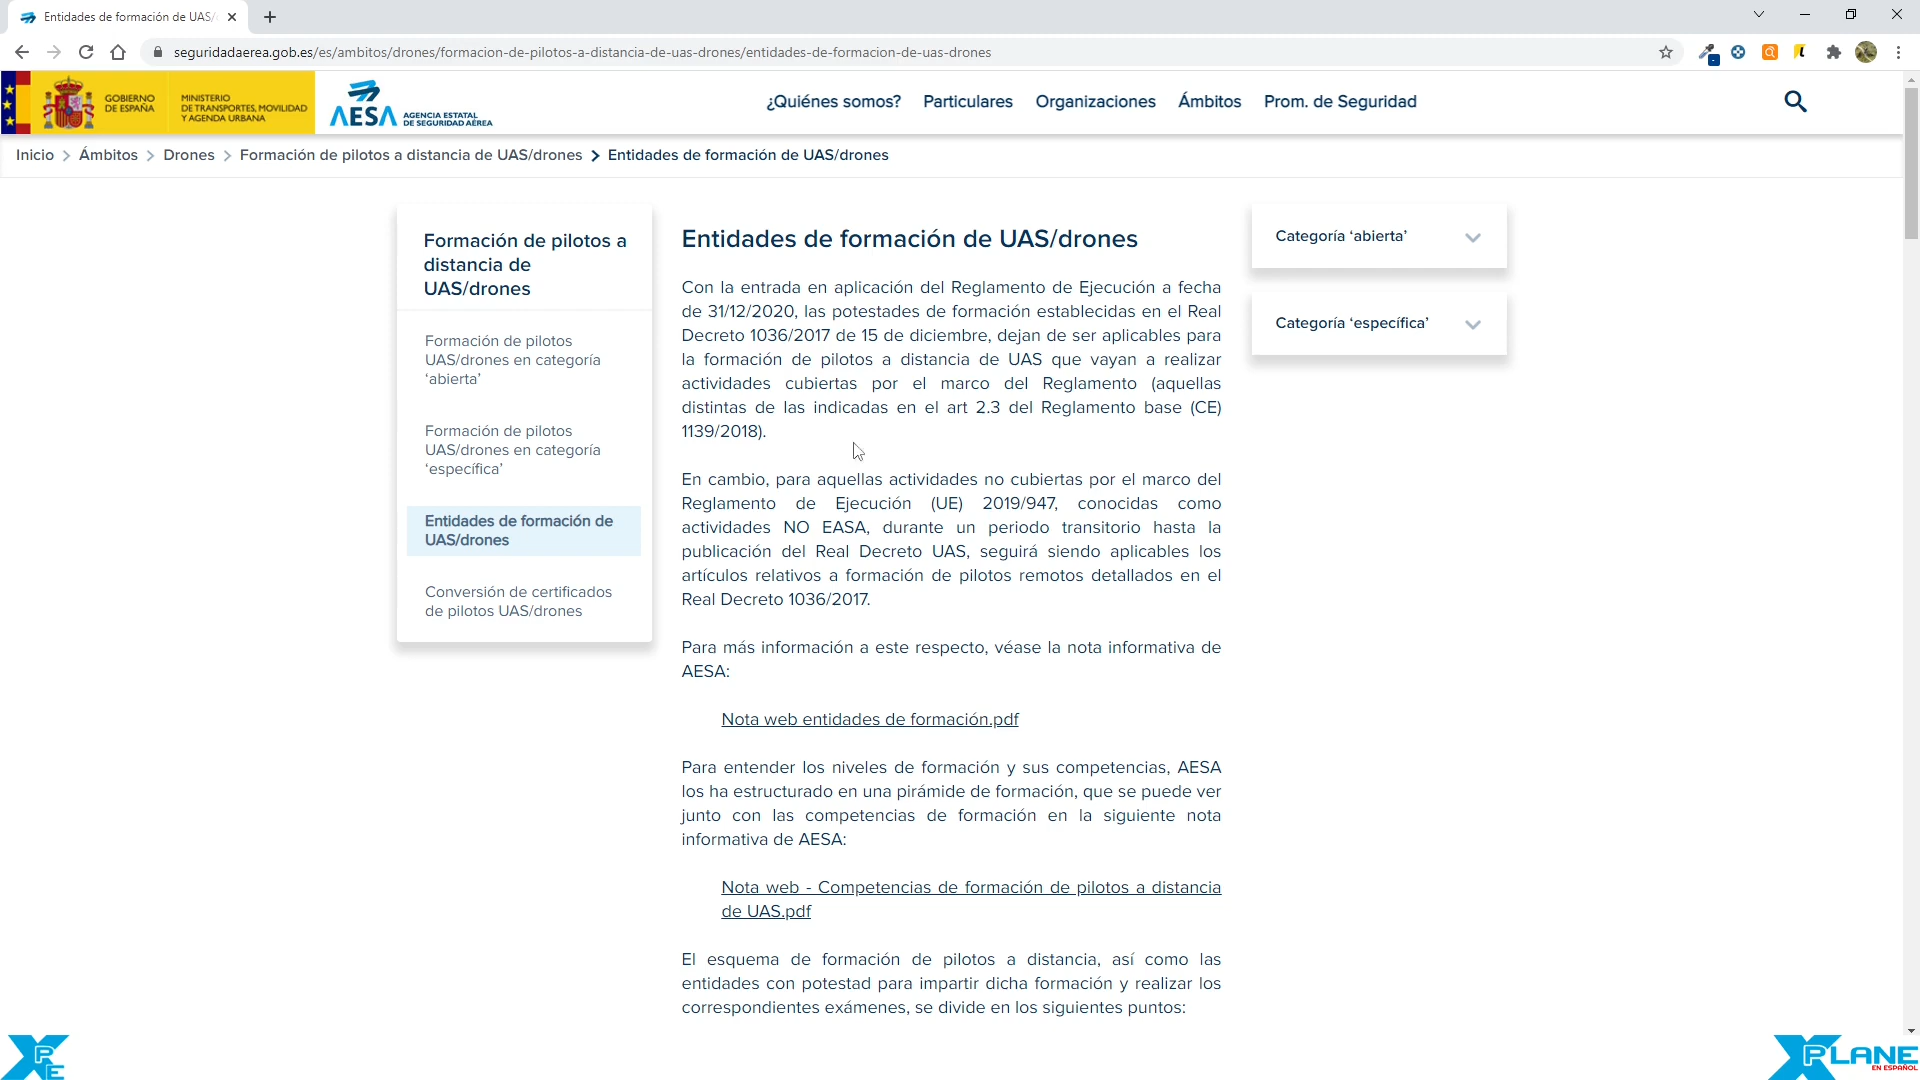 Entidades de formación de UAS/
seguridadaerea.gob.es/es/ambitos/drones/formacion-de-pilotos-a-distancia-de-uas-drones/entidades-de-formacion-de-uas-drones
GOBIERNO
DE ESPAÑA
MINISTERIO
DE TRANSPORTES, MOVILIDAD
Y AGENDA URBANA
AESA AGENCIA ESTATAL
DE SEGURIDAD AÉREA
¿Quiénes somos? Particulares Organizaciones Ámbitos Prom. de Seguridad
Inicio > Ámbitos > Drones > Formación de pilotos a distancia de UAS/drones > Entidades de formación de UAS/drones
Formación de pilotos a
distancia de
UAS/drones
Formación de pilotos
UAS/drones en categoría
‘abierta’
Formación de pilotos
UAS/drones en categoría
‘específica’
Entidades de formación de
UAS/drones
Conversión de certificados
de pilotos UAS/drones
Entidades de formación de UAS/drones
Con la entrada en aplicación del Reglamento de Ejecución a fecha
de 31/12/2020, las potestades de formación establecidas en el Real
Decreto 1036/2017 de 15 de diciembre, dejan de ser aplicables para
la formación de pilotos a distancia de UAS que vayan a realizar
actividades cubiertas por el marco del Reglamento (aquellas
distintas de las indicadas en el art 2.3 del Reglamento base (CE)
1139/2018).
En cambio, para aquellas actividades no cubiertas por el marco del
Reglamento de Ejecución (UE) 2019/947, conocidas como
actividades NO EASA, durante un periodo transitorio hasta la
publicación del Real Decreto UAS, seguirá siendo aplicables los
artículos relativos a formación de pilotos remotos detallados en el
Real Decreto 1036/2017.
Para más información a este respecto, véase la nota informativa de
AESA:
Nota web entidades de formación.pdf
Para entender los niveles de formación y sus competencias, AESA
los ha estructurado en una pirámide de formación, que se puede ver
junto con las competencias de formación en la siguiente nota
informativa de AESA:
Nota web - Competencias de formación de pilotos a distancia
de UAS.pdf
El esquema de formación de pilotos a distancia, así como las
entidades con potestad para impartir dicha formación y realizar los
correspondientes exámenes, se divide en los siguientes puntos:
Categoría ‘abierta’
Categoría ‘específica’
XPE
X PLANE
EN ESPAÑOL